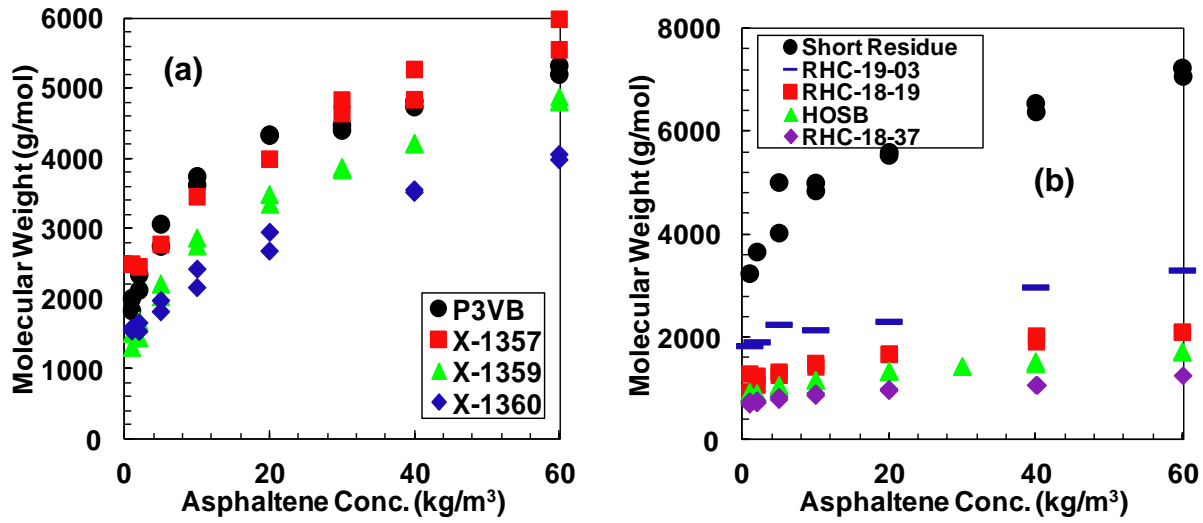 6000
5000
4000
3000
2000
1000
0
Molecular Weight (g/mol)
(a)
P3VB
X-1357
X-1359
X-1360
0 20 40 60
Asphaltene Conc. (kg/m³)
8000
6000
4000
2000
0
Molecular Weight (g/mol)
Short Residue
RHC-19-03
RHC-18-19
HOSB
RHC-18-37
(b)
0 20 40 60
Asphaltene Conc. (kg/m³)